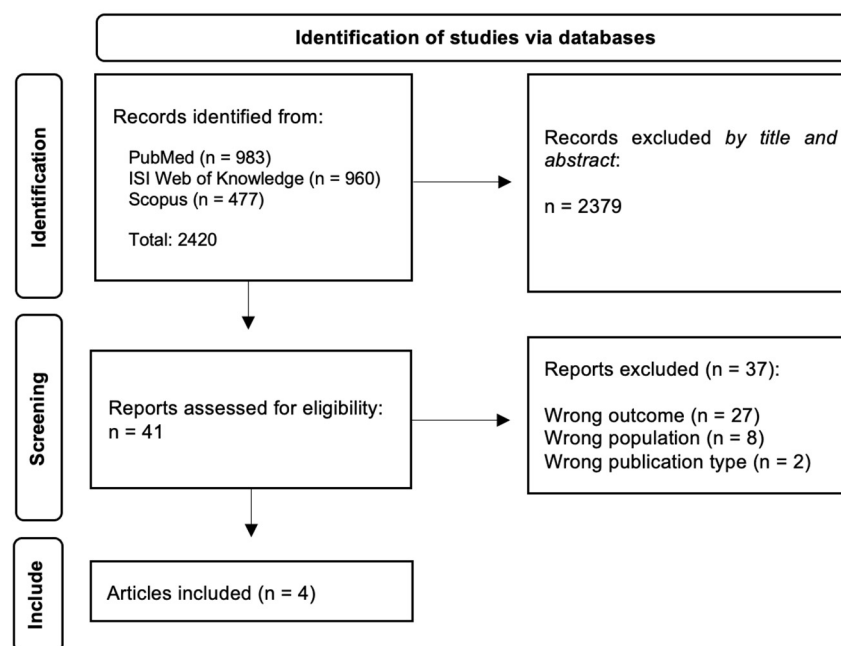 Identification of studies via databases
Identification
Records identified from:
PubMed (n = 983)
ISI Web of Knowledge (n = 960)
Scopus (n = 477)
Total: 2420
Records excluded by title and
abstract:
n = 2379
Screening
Reports assessed for eligibility:
n = 41
Reports excluded (n = 37):
Wrong outcome (n = 27)
Wrong population (n = 8)
Wrong publication type (n = 2)
Include
Articles included (n = 4)